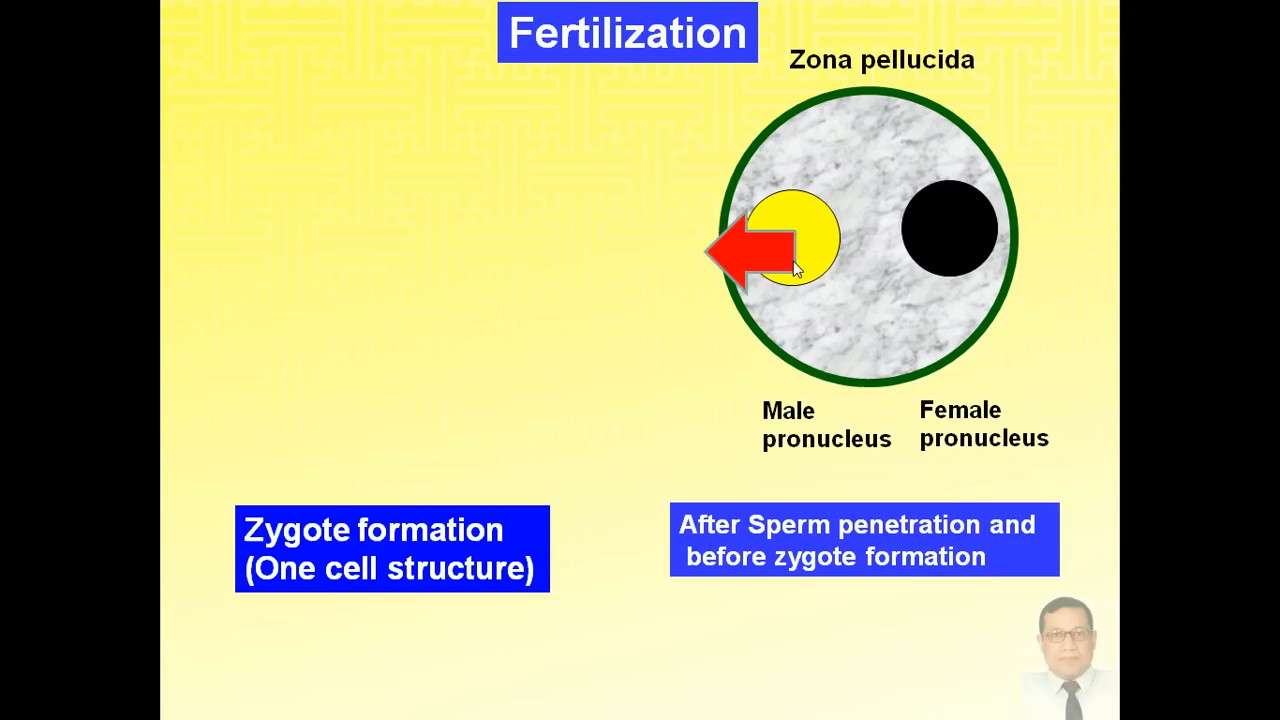 Fertilization
Zona pellucida
Male
pronucleus
Female
pronucleus
Zygote formation
(One cell structure)
After Sperm penetration and
before zygote formation